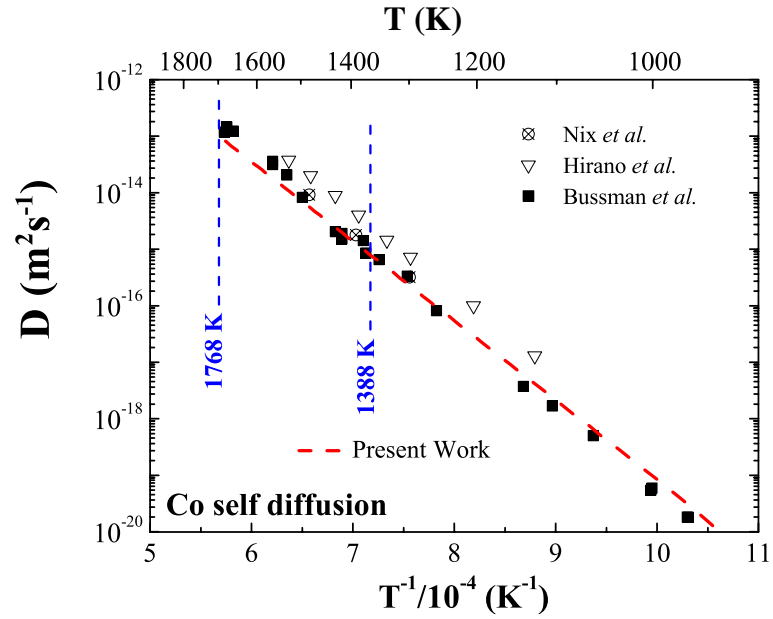 T (K)
1800 1600 1400 1200 1000
10-12
10-14
10-16
10-18
10-20
D (m2s-1)
Nix et al.
Hirano et al.
Bussman et al.
1768 K
1388 K
Present Work
Co self diffusion
5 6 7 8 9 10 11
T-1/10-4 (K-1)